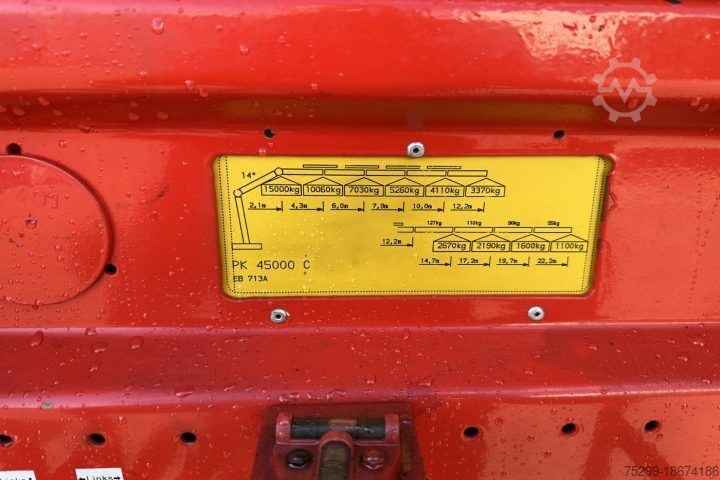 14°
15000kg 10060kg 7030kg 5260kg 4110kg 3370kg
2,1m 4,3m 6,0m 7,9m 10,0m 12,2m
127kg 110kg 90kg 55kg
12,2m
2670kg 2190kg 1600kg 1100kg
14,7m 17,2m 19,7m 22,2m
PK 45000 C
EB 713A
Links
75299-18674186